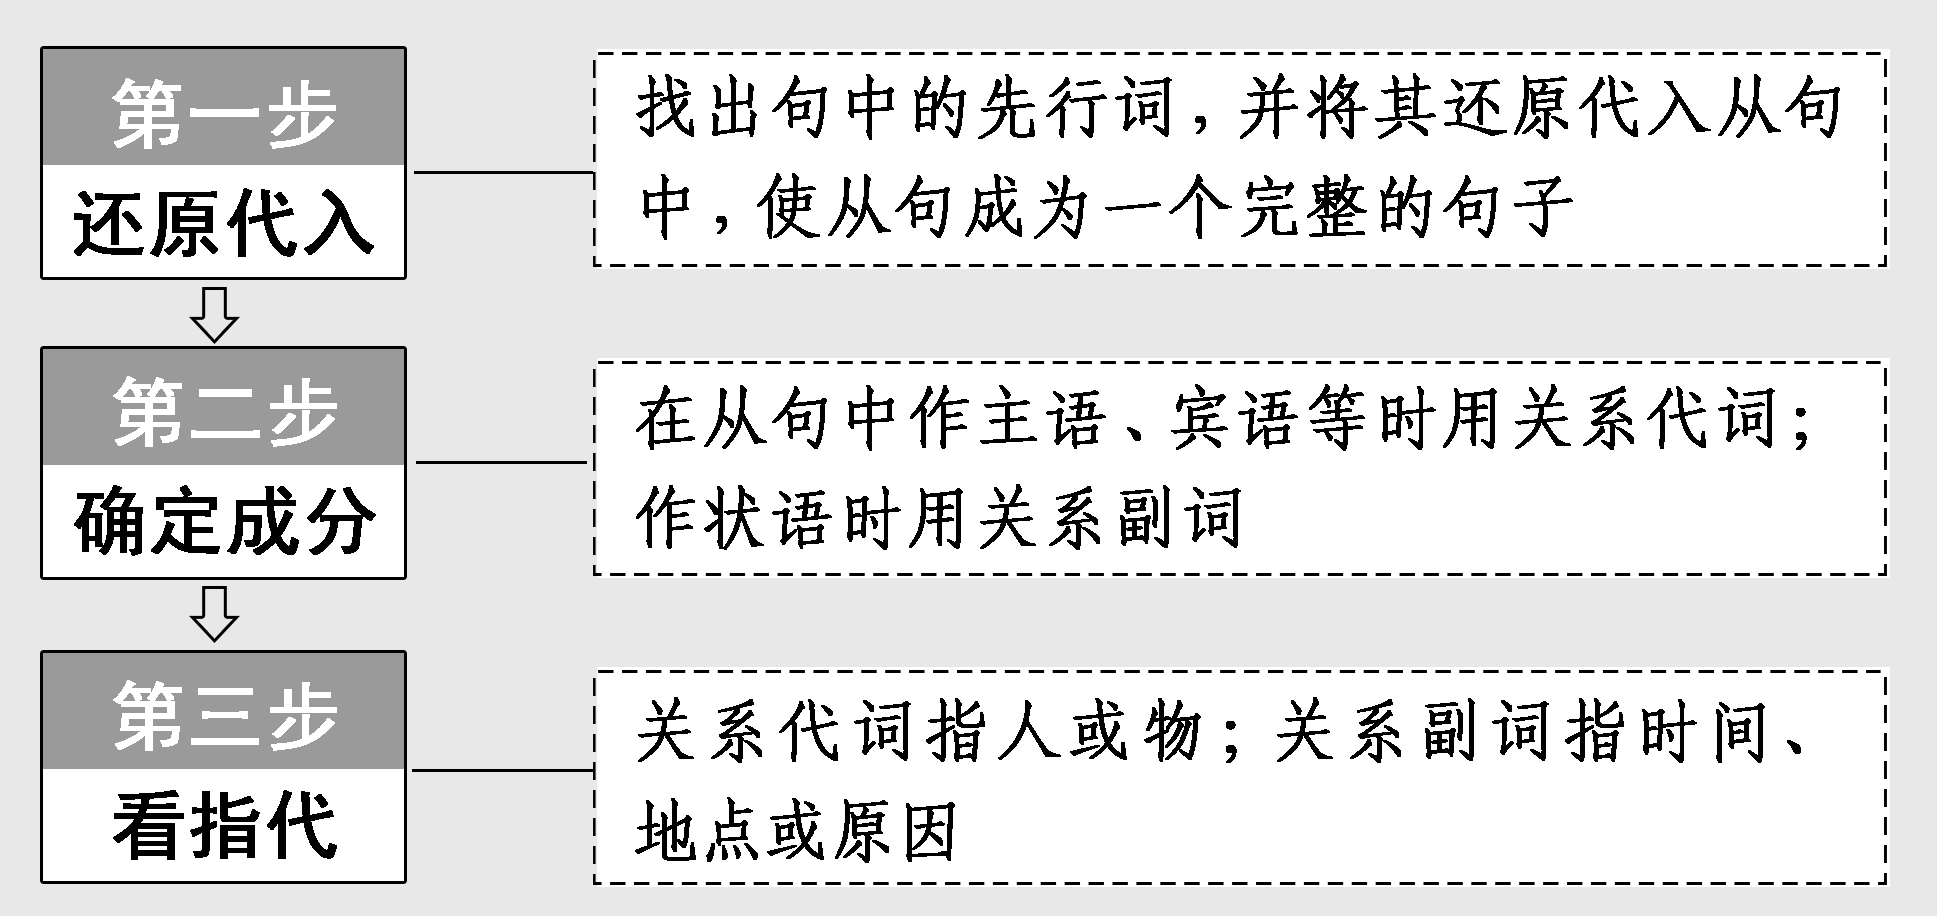 第一步
还原代入
找出句中的先行词，并将其还原代入从句
中，使从句成为一个完整的句子
第二步
确定成分
在从句中作主语、宾语等时用关系代词；
作状语时用关系副词
第三步
看指代
关系代词指人或物；关系副词指时间、
地点或原因